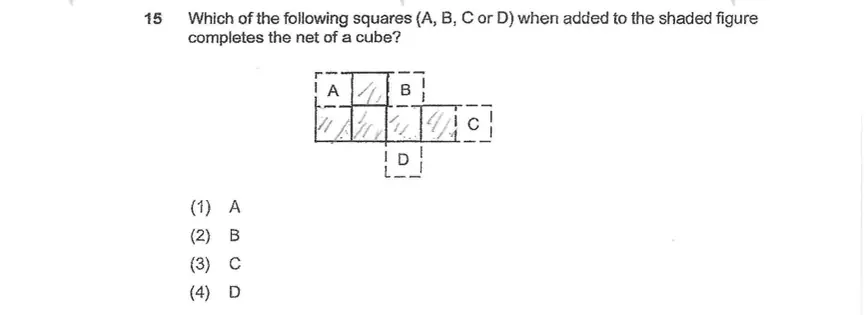 15 Which of the following squares (A, B, C or D) when added to the shaded figure
completes the net of a cube?
A B
C
D
(1) A
(2) B
(3) C
(4) D